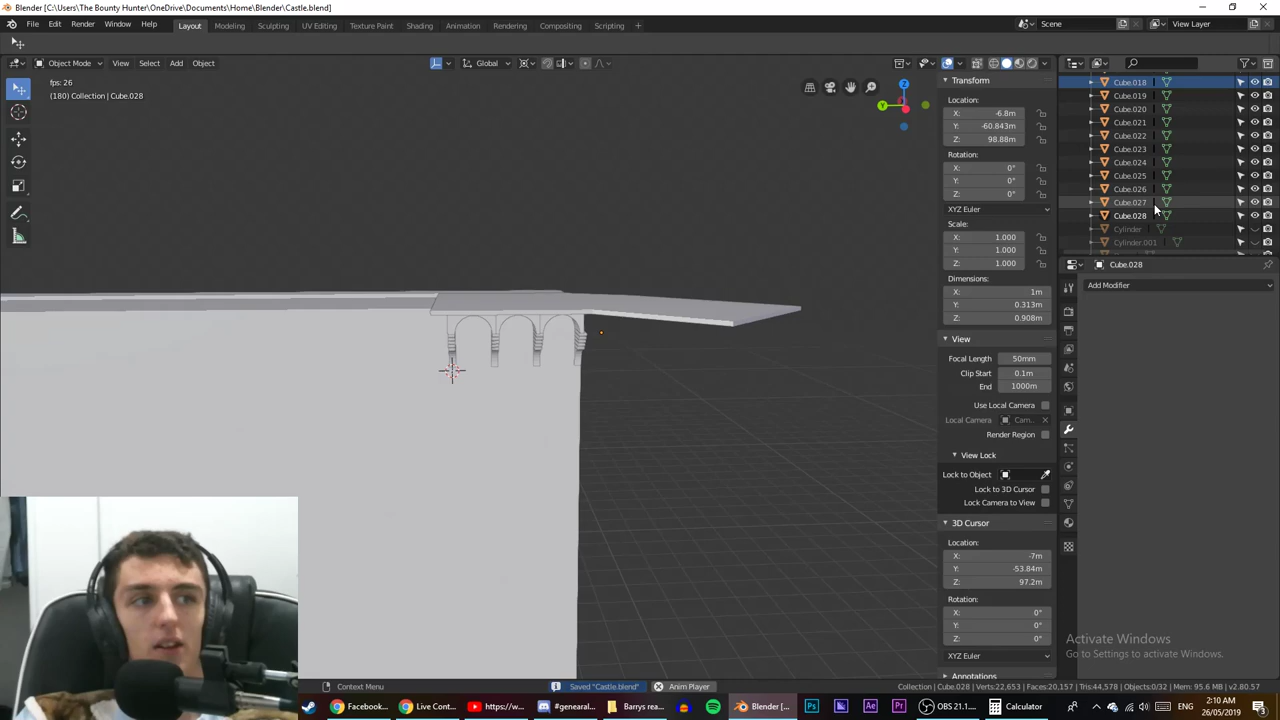 Blender [C:\Users\The Bounty Hunter\OneDrive\Documents\Home\Blender\Castle.blend]
File Edit Render Window Help Layout Modeling Sculpting UV Editing Texture Paint Shading Animation Rendering Compositing Scripting + Scene View Layer
Object Mode View Select Add Object Global
fps: 26
(180) Collection | Cube.028
Z
Y
Transform
Location:
X: -6.8m
Y: -60.843m
Z: 98.88m
Rotation:
X: 0°
Y: 0°
Z: 0°
XYZ Euler
Scale:
X: 1.000
Y: 1.000
Z: 1.000
Dimensions:
X: 1m
Y: 0.313m
Z: 0.908m
View
Focal Length 50mm
Clip Start 0.1m
End 1000m
Use Local Camera
Local Camera Cam..
Render Region
View Lock
Lock to Object
Lock to 3D Cursor
Lock Camera to View
3D Cursor
Location:
X: -7m
Y: -53.84m
Z: 97.2m
Rotation:
X: 0°
Y: 0°
Z: 0°
XYZ Euler
Annotations
Cube.018
Cube.019
Cube.020
Cube.021
Cube.022
Cube.023
Cube.024
Cube.025
Cube.026
Cube.027
Cube.028
Cylinder
Cylinder.001
Cube.028
Add Modifier
Activate Windows
Go to Settings to activate Windows.
Context Menu Saved "Castle.blend" Anim Player Collection | Cube.028 | Verts:22,653 | Faces:20,157 | Tris:44,578 | Objects:0/32 | Mem: 95.6 MB | v2.80.57
Facebook... Live Cont... https://w... #general... Barrys rea... Blender [... Ps Ae Pr OBS 21.1.... Calculator
2:10 AM
26/05/2019